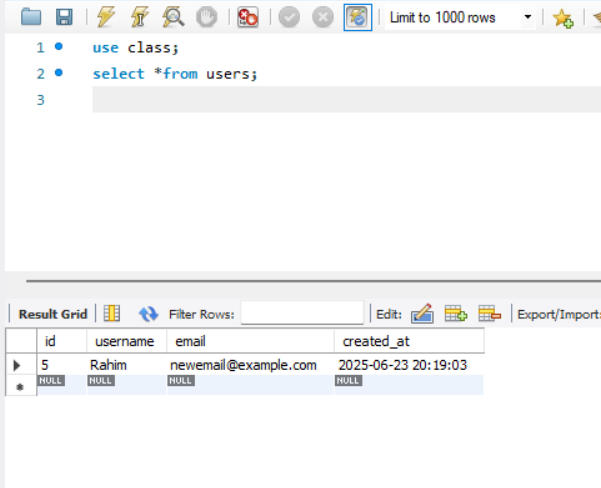 Limit to 1000 rows
1 use class;
2 select *from users;
3
Result Grid Filter Rows: Edit: Export/Import:
id username email created_at
5 Rahim newemail@example.com 2025-06-23 20:19:03
NULL NULL NULL NULL